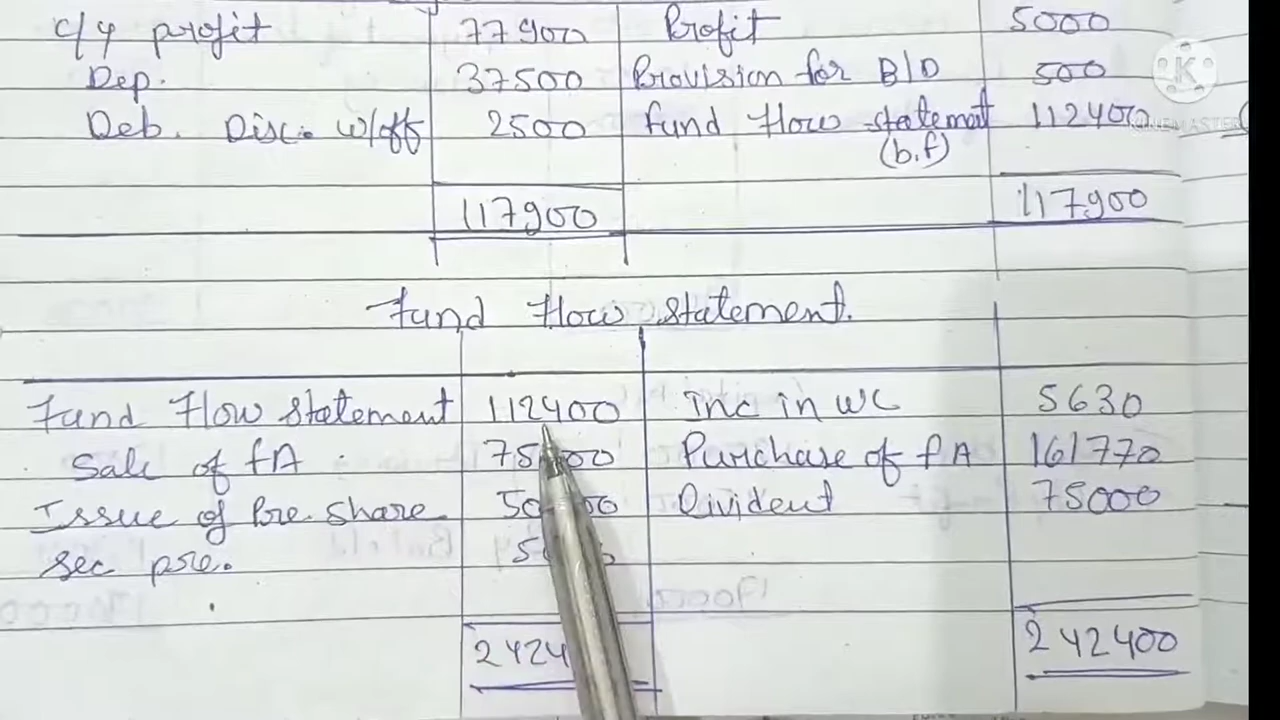 C/Y profit 77900 Profit 5000
Dep. 37500 Provision for B/D 500
Deb. Disc. w/off 2500 Fund Flow statement 112400
(b.f)
117900 117900
Fund Flow Statement.
Fund Flow Statement 112400 Inc in WC 5630
Sale of FA 75000 Purchase of FA 161770
Issue of Pre. Share Divident 75000
sec pre.
242400
K
KINEMASTER